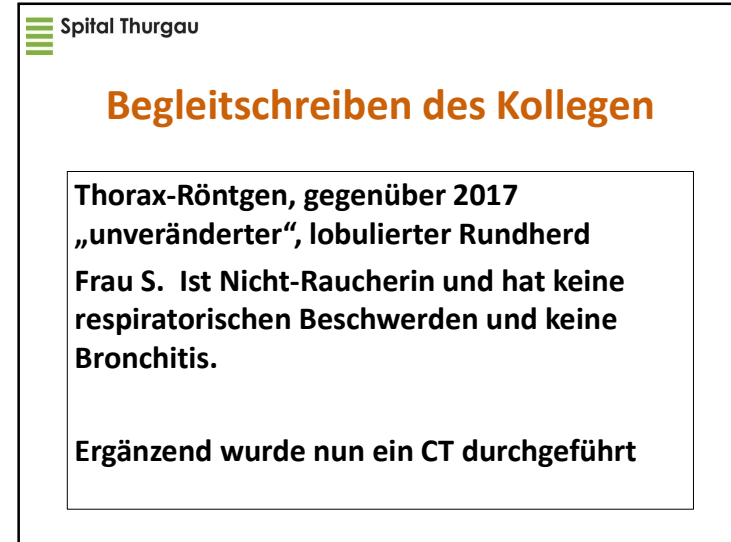 Spital Thurgau
Begleitschreiben des Kollegen
Thorax-Röntgen, gegenüber 2017
„unveränderter“, lobulierter Rundherd
Frau S.  Ist Nicht-Raucherin und hat keine
respiratorischen Beschwerden und keine
Bronchitis.
Ergänzend wurde nun ein CT durchgeführt